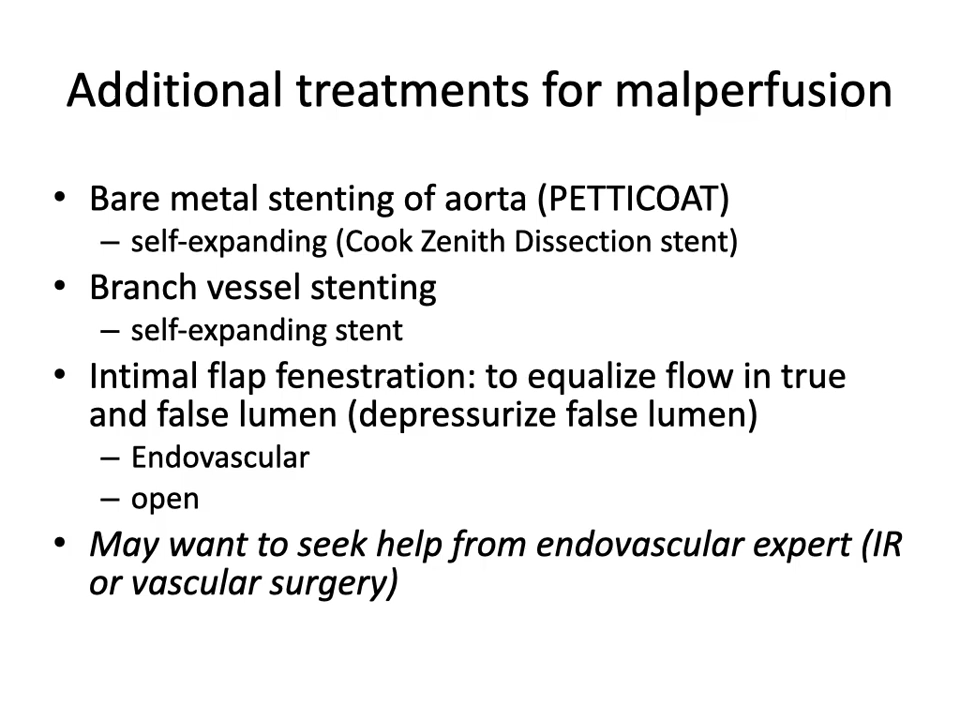 Additional treatments for malperfusion
• Bare metal stenting of aorta (PETTICOAT)
– self-expanding (Cook Zenith Dissection stent)
• Branch vessel stenting
– self-expanding stent
• Intimal flap fenestration: to equalize flow in true
and false lumen (depressurize false lumen)
– Endovascular
– open
• May want to seek help from endovascular expert (IR
or vascular surgery)